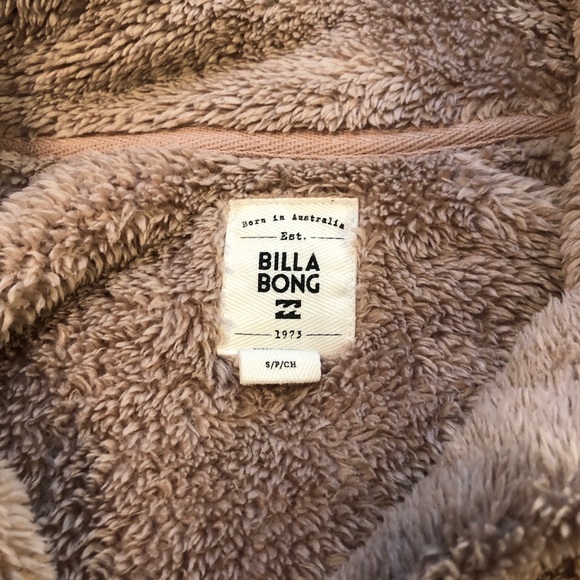 Born in Australia
Est.
BILLA
BONG
1973
S/P/CH